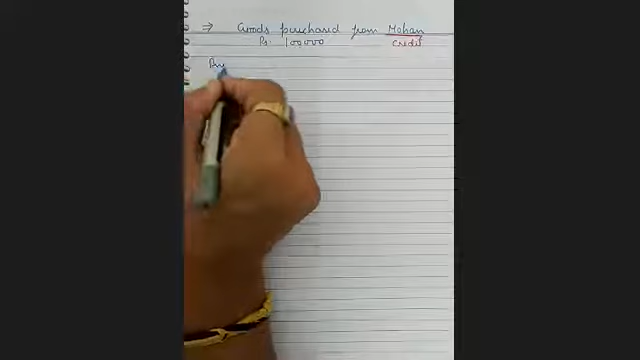 ⇒ Goods purchased from Mohan
Rs. 100000 credit